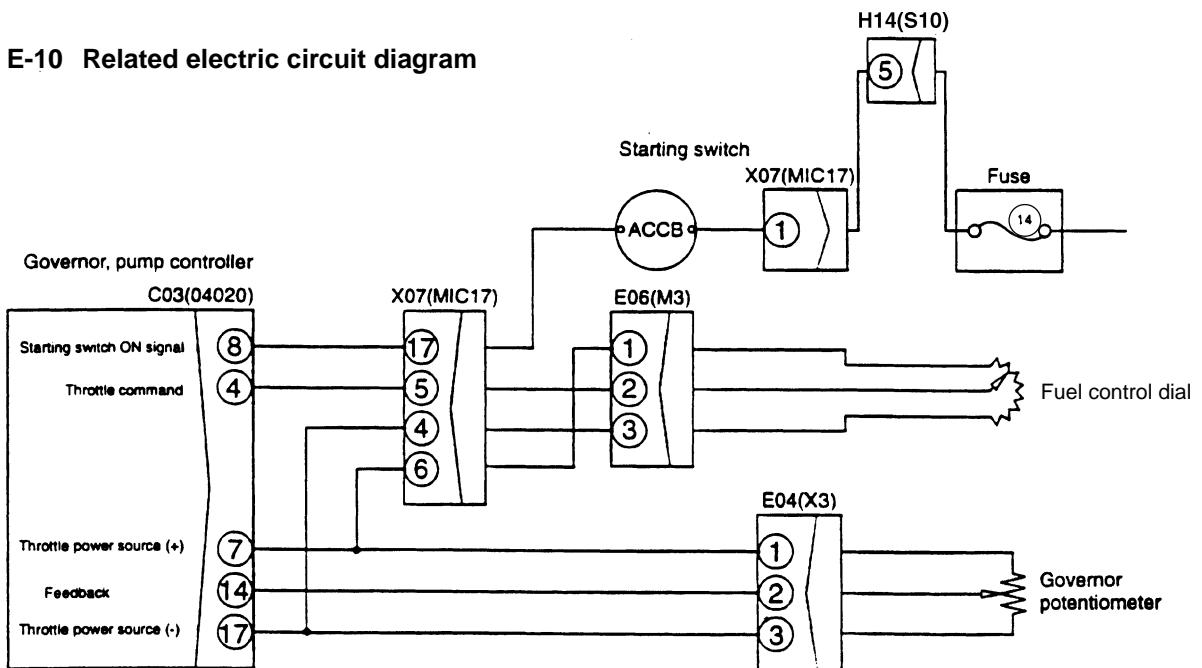 H14(S10)
E-10 Related electric circuit diagram
5
Starting switch
X07(MIC17)
Fuse
ACCB
1
14
Governor, pump controller
C03(04020)
X07(MIC17)
E06(M3)
Starting switch ON signal
8
17
1
Throttle command
4
5
2
Fuel control dial
4
3
6
E04(X3)
Throttle power source (+)
7
1
Feedback
14
2
Governor
potentiometer
Throttle power source (-)
17
3